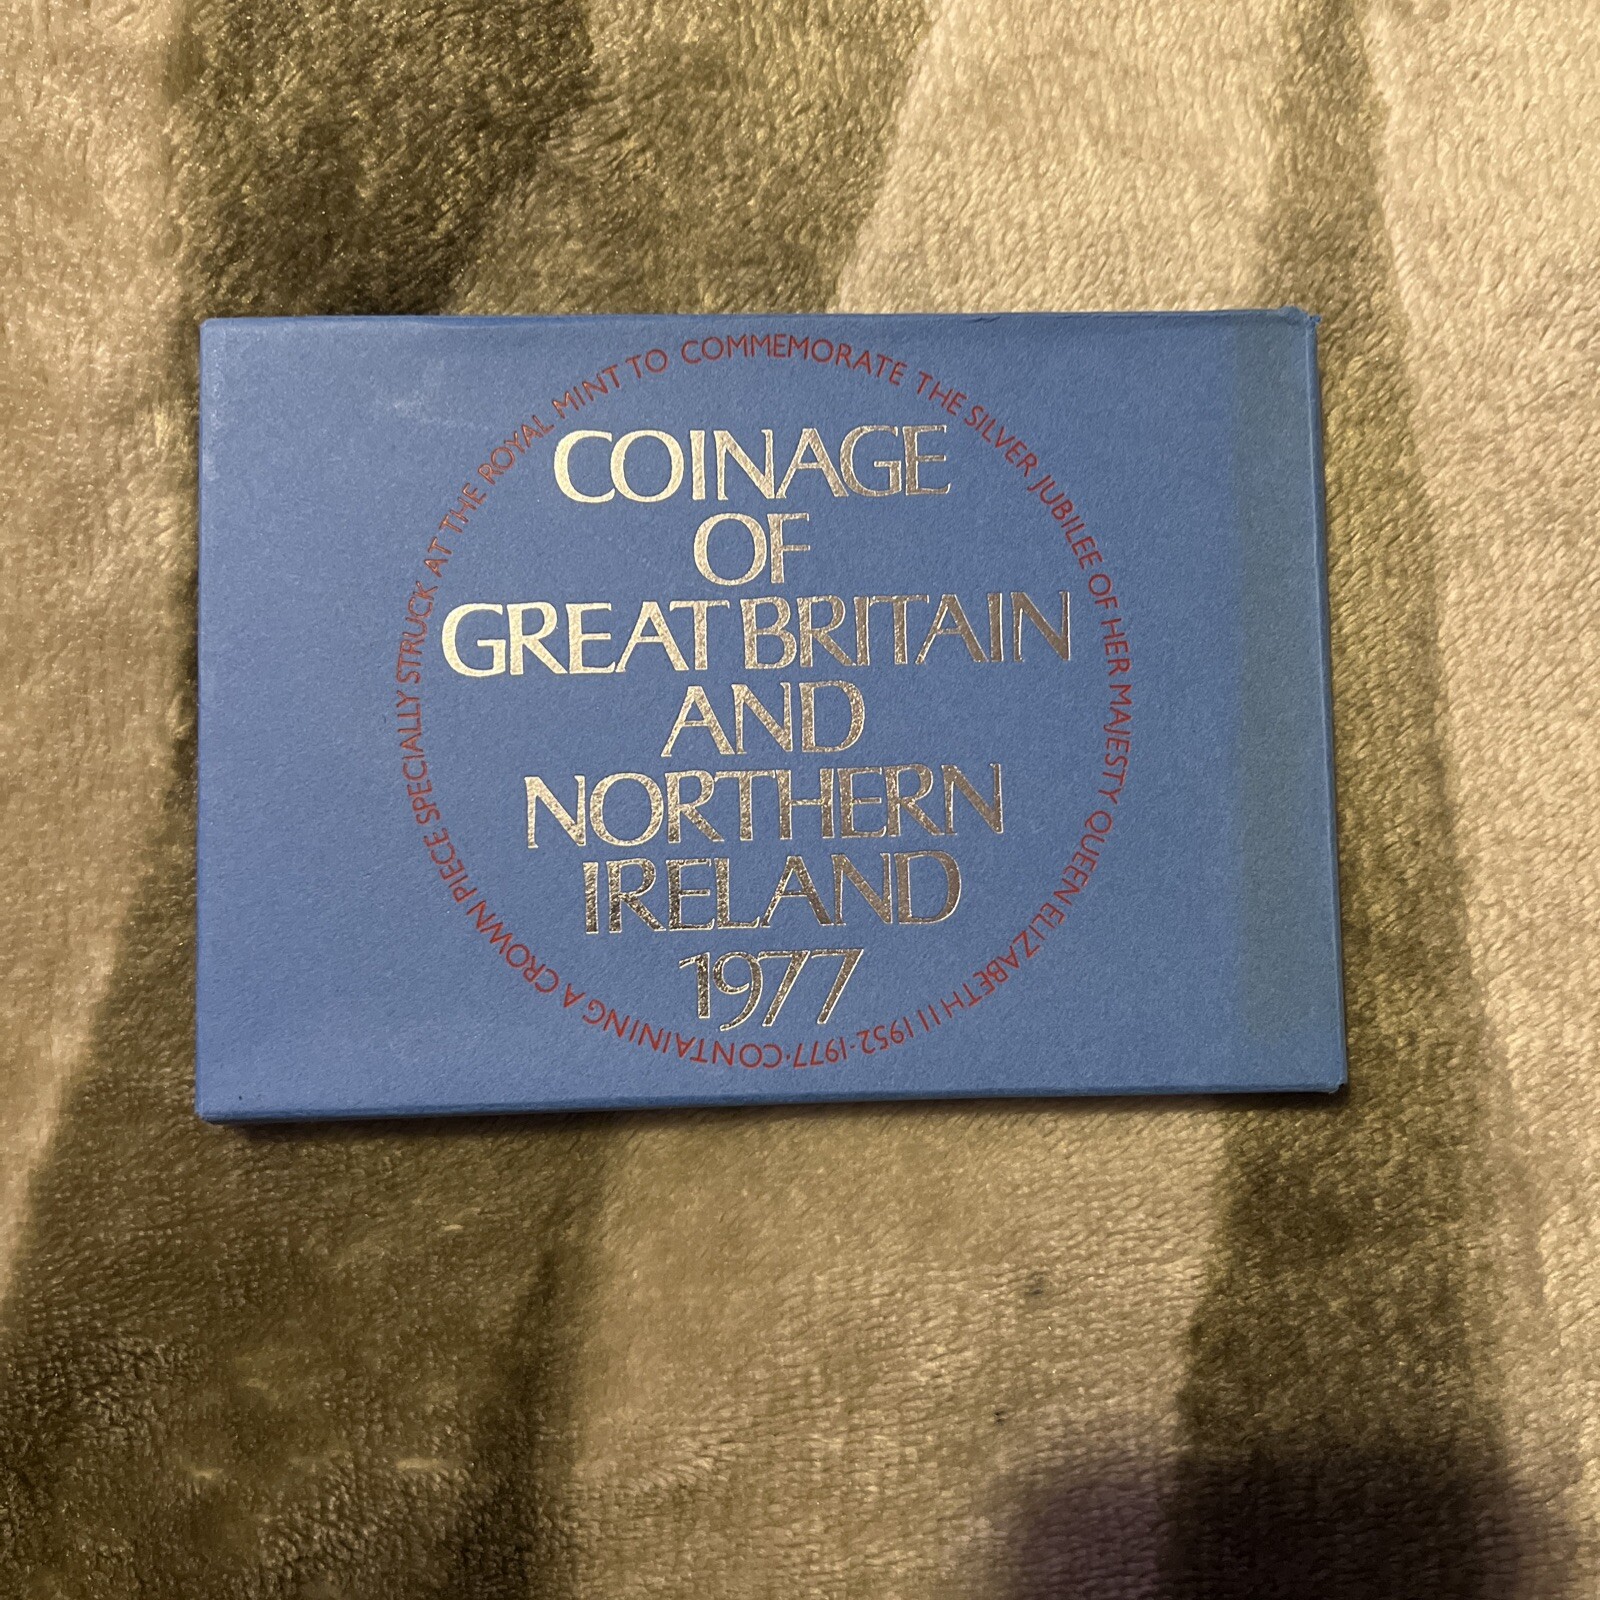 COINAGE
OF
GREAT BRITAIN
AND
NORTHERN
IRELAND
1977
CONTAINING A CROWN PIECE SPECIALLY STRUCK AT THE ROYAL MINT TO COMMEMORATE THE SILVER JUBILEE OF HER MAJESTY QUEEN ELIZABETH II 1952-1977·